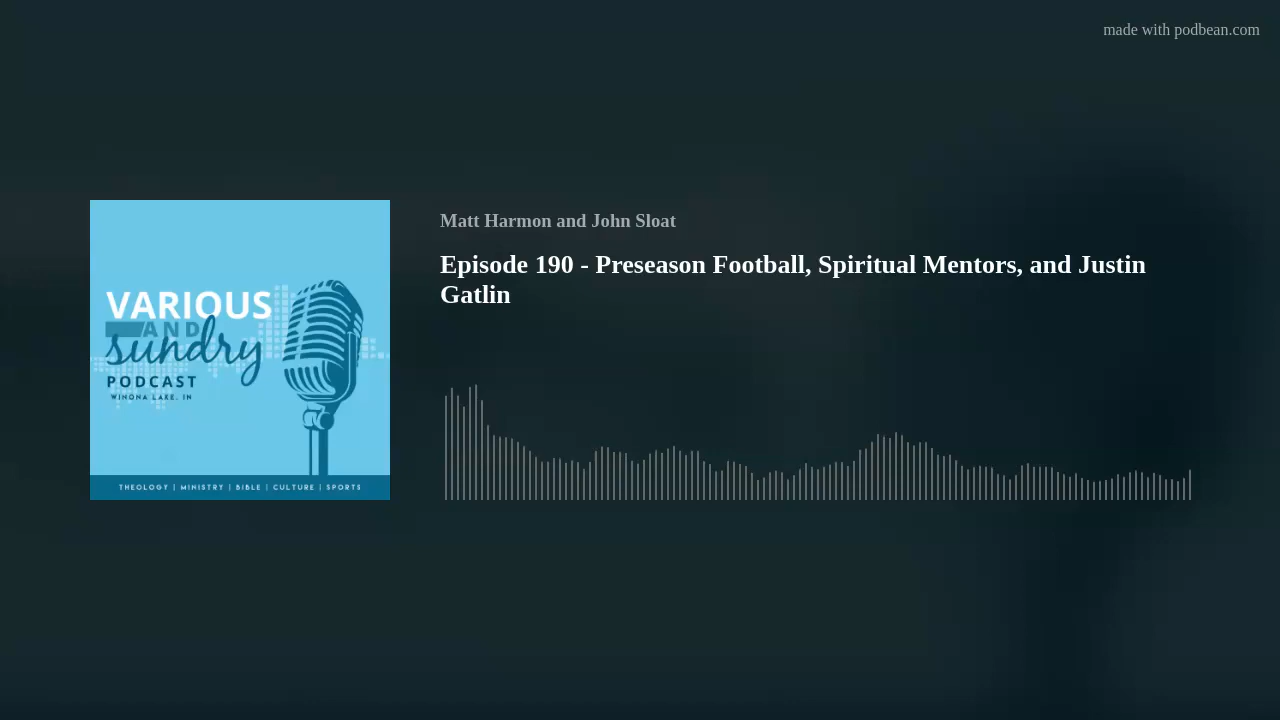 made with podbean.com
Matt Harmon and John Sloat
Episode 190 - Preseason Football, Spiritual Mentors, and Justin
Gatlin
VARIOUS
AND
sundry
PODCAST
WINONA LAKE, IN
THEOLOGY | MINISTRY | BIBLE | CULTURE | SPORTS